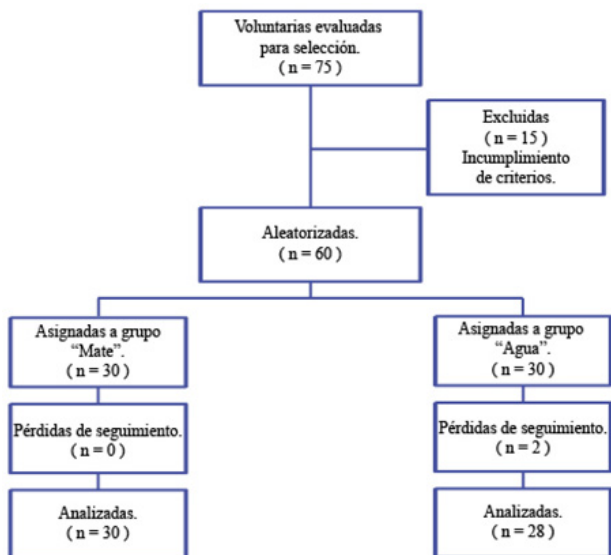 Voluntarias evaluadas
para selección.
( n = 75 )
Excluidas
( n = 15 )
Incumplimiento
de criterios.
Aleatorizadas.
( n = 60 )
Asignadas a grupo
“Mate”.
( n = 30 )
Asignadas a grupo
“Agua”.
( n = 30 )
Pérdidas de seguimiento.
( n = 0 )
Pérdidas de seguimiento.
( n = 2 )
Analizadas.
( n = 30 )
Analizadas.
( n = 28 )